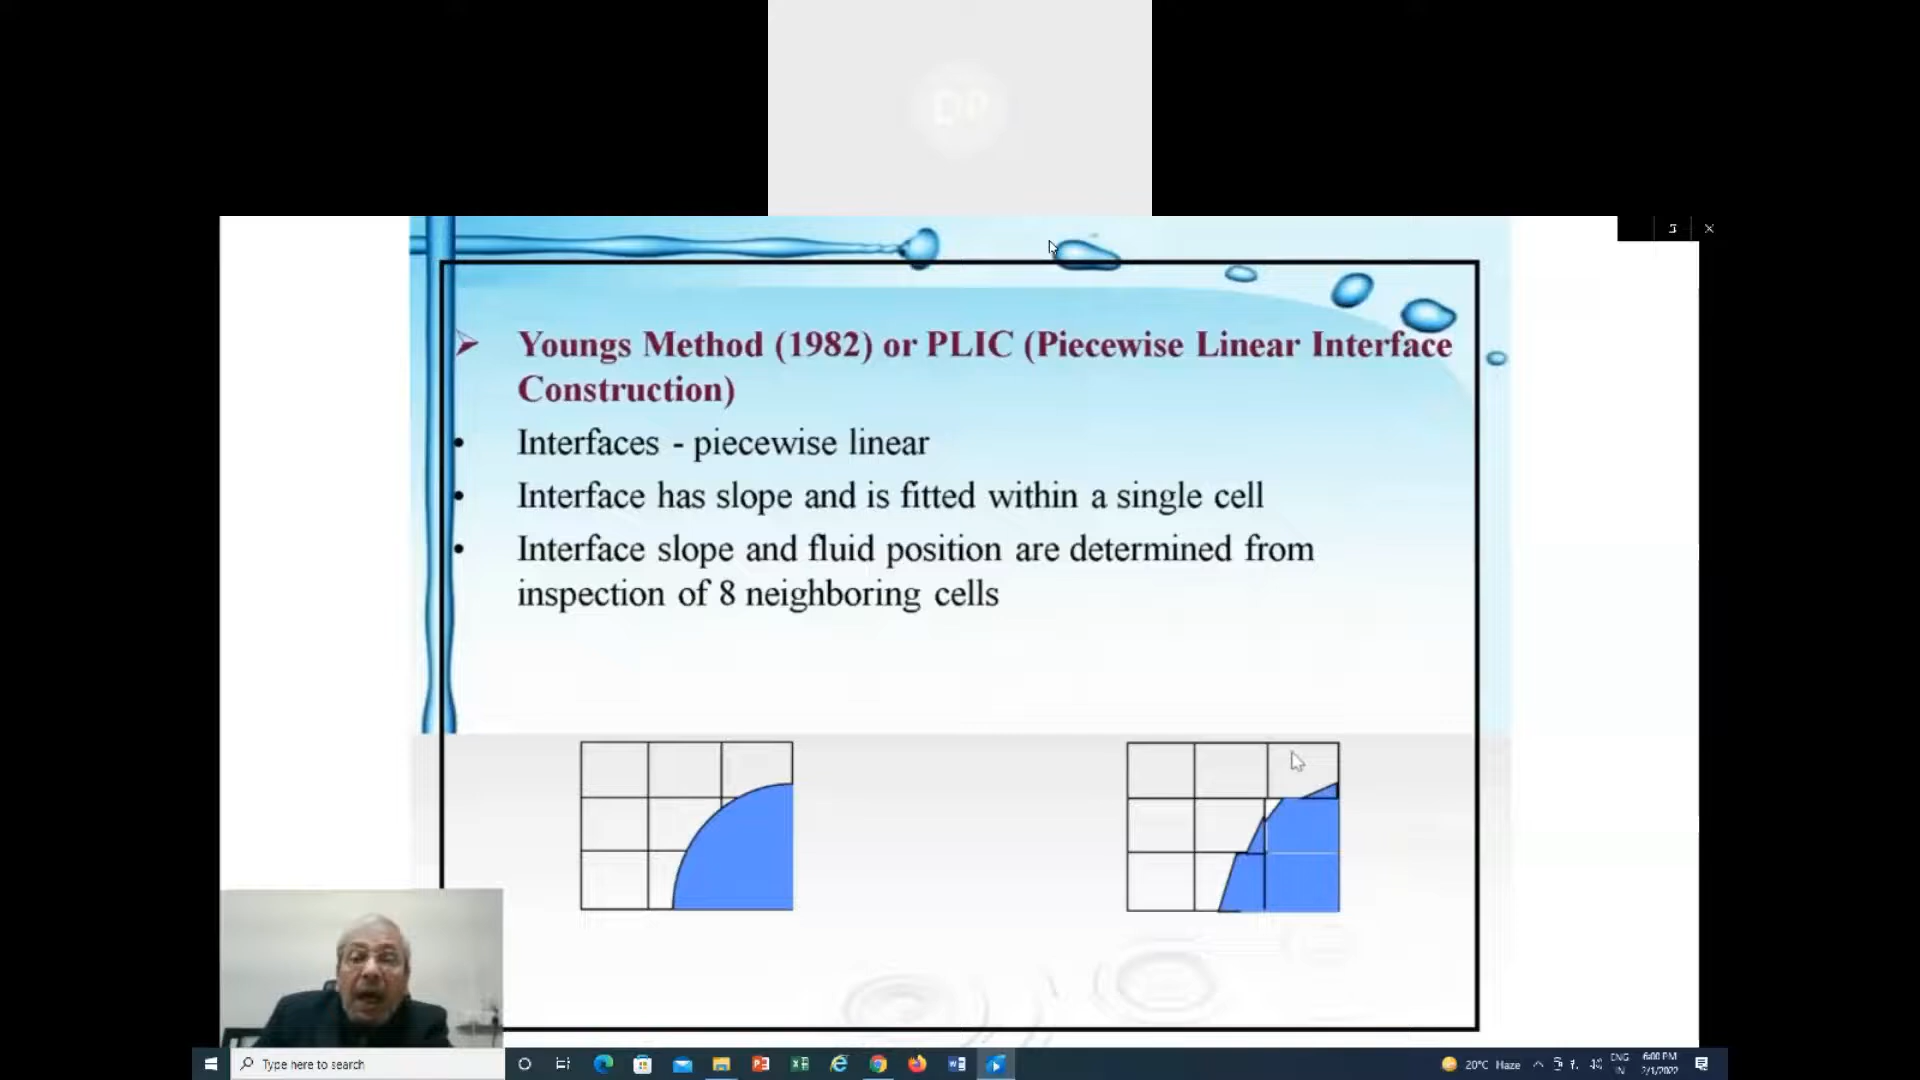 DP
Youngs Method (1982) or PLIC (Piecewise Linear Interface
Construction)
• Interfaces - piecewise linear
• Interface has slope and is fitted within a single cell
• Interface slope and fluid position are determined from
inspection of 8 neighboring cells
Type here to search
20°C Haze
ENG
IN
6:00 PM
2/1/2022